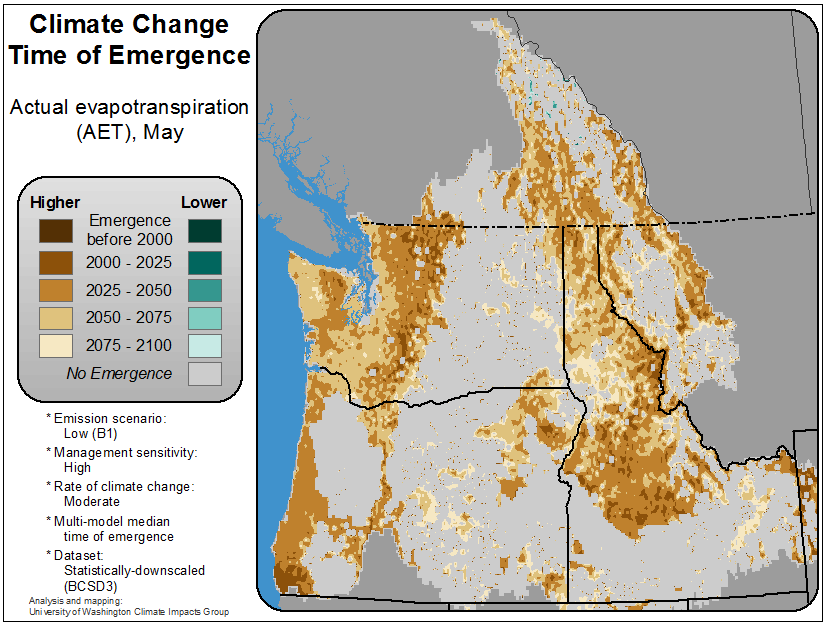 Climate Change
Time of Emergence
Actual evapotranspiration
(AET), May
Higher Lower
Emergence
before 2000
2000 - 2025
2025 - 2050
2050 - 2075
2075 - 2100
No Emergence
* Emission scenario:
Low (B1)
* Management sensitivity:
High
* Rate of climate change:
Moderate
* Multi-model median
time of emergence
* Dataset:
Statistically-downscaled
(BCSD3)
Analysis and mapping:
University of Washington Climate Impacts Group